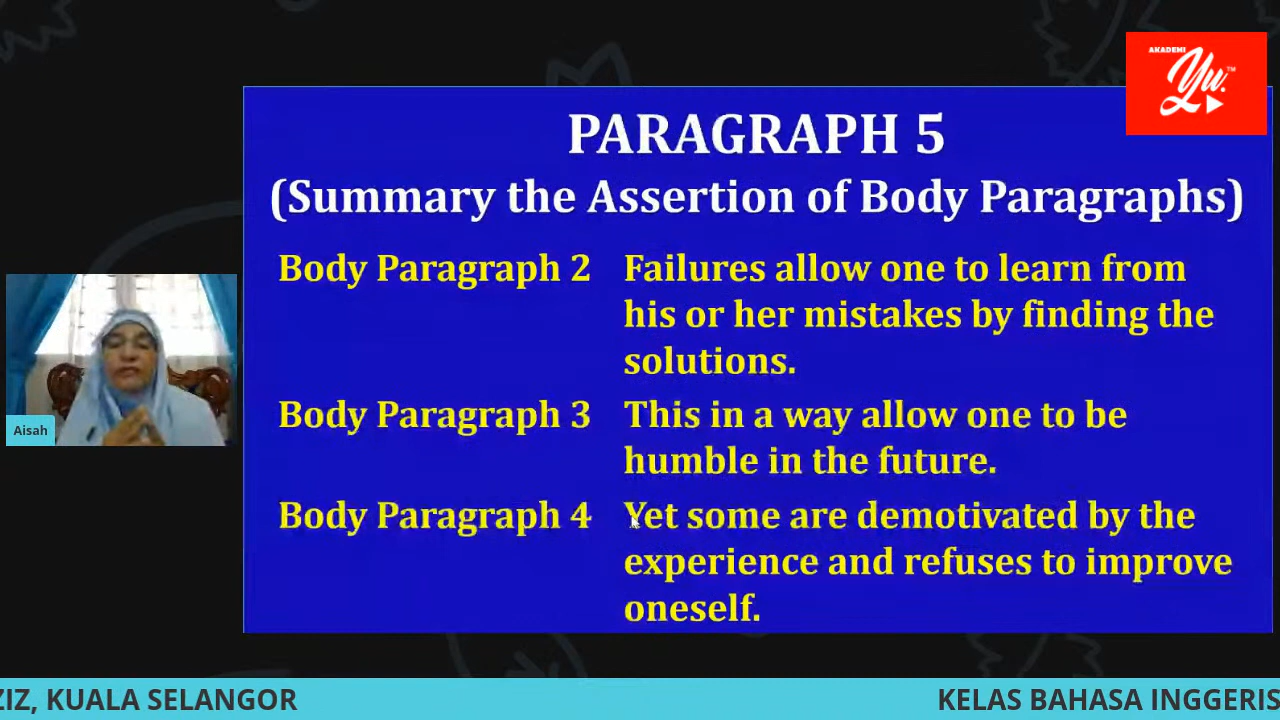 AKADEMI
Yu.
TM
PARAGRAPH 5
(Summary the Assertion of Body Paragraphs)
Body Paragraph 2 Failures allow one to learn from
his or her mistakes by finding the
solutions.
Body Paragraph 3 This in a way allow one to be
humble in the future.
Body Paragraph 4 Yet some are demotivated by the
experience and refuses to improve
oneself.
Aisah
ZIZ, KUALA SELANGOR
KELAS BAHASA INGGERIS